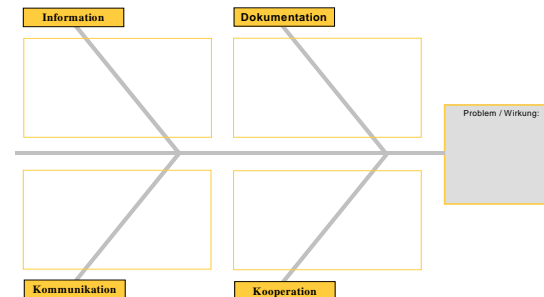 Information
Dokumentation
Problem / Wirkung:
Kommunikation
Kooperation